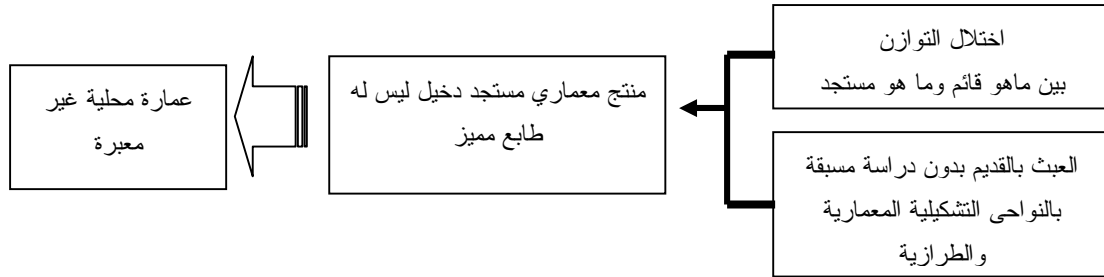 اختلال التوازن
بين ماهو قائم وما هو مستجد
العبث بالقديم بدون دراسة مسبقة
بالنواحى التشكيلية المعمارية
والطرازية
منتج معماري مستجد دخيل ليس له
طابع مميز
عمارة محلية غير
معبرة